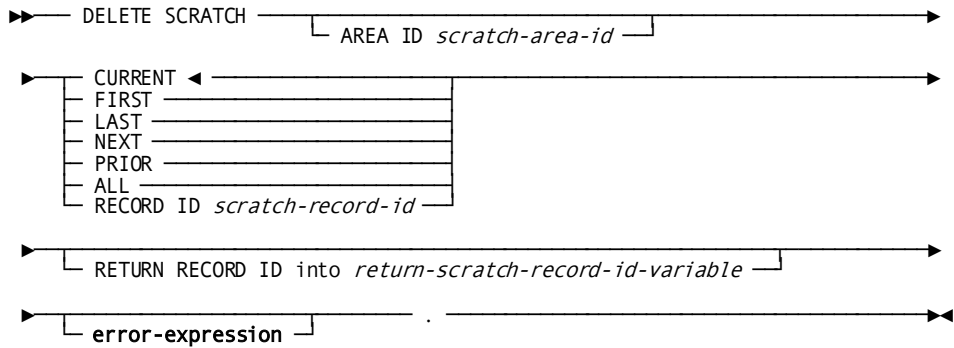 DELETE SCRATCH
AREA ID scratch-area-id
CURRENT
FIRST
LAST
NEXT
PRIOR
ALL
RECORD ID scratch-record-id
RETURN RECORD ID into return-scratch-record-id-variable
.
error-expression